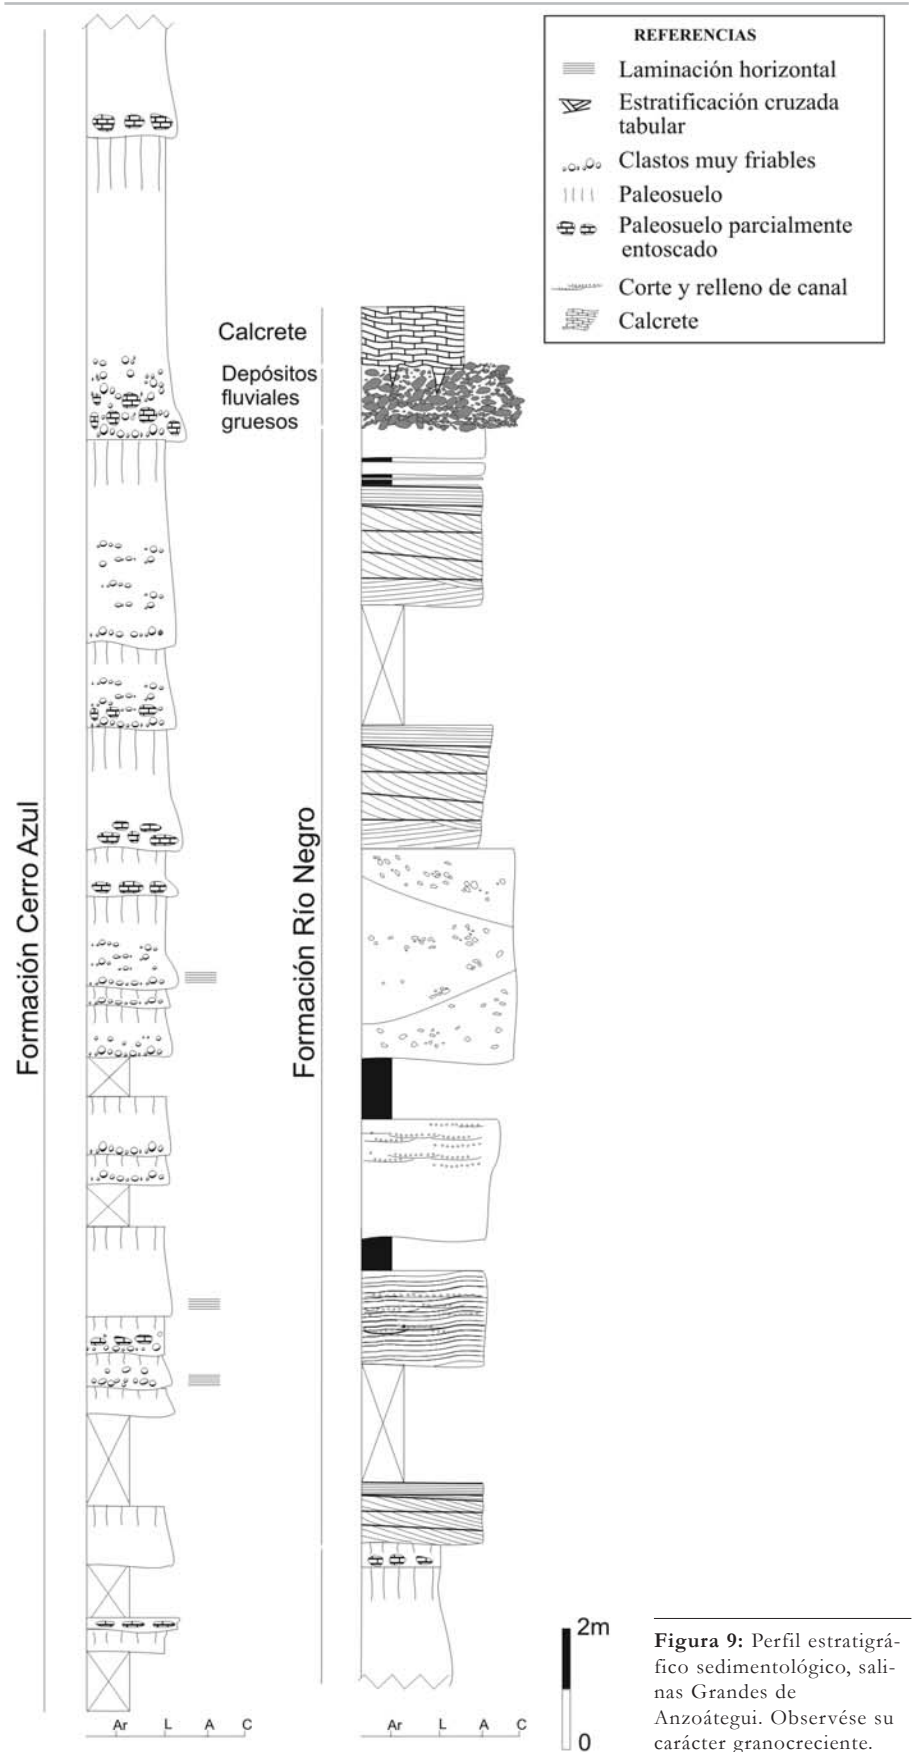 REFERENCIAS
Laminación horizontal
Estratificación cruzada
tabular
Clastos muy friables
Paleosuelo
Paleosuelo parcialmente
entoscado
Corte y relleno de canal
Calcrete
Calcrete
Depósitos
fluviales
gruesos
Formación Cerro Azul
Formación Río Negro
Ar L A C
Ar L A C
2m
0
Figura 9: Perfil estratigrá-
fico sedimentológico, sali-
nas Grandes de
Anzoátegui. Observése su
carácter granocreciente.